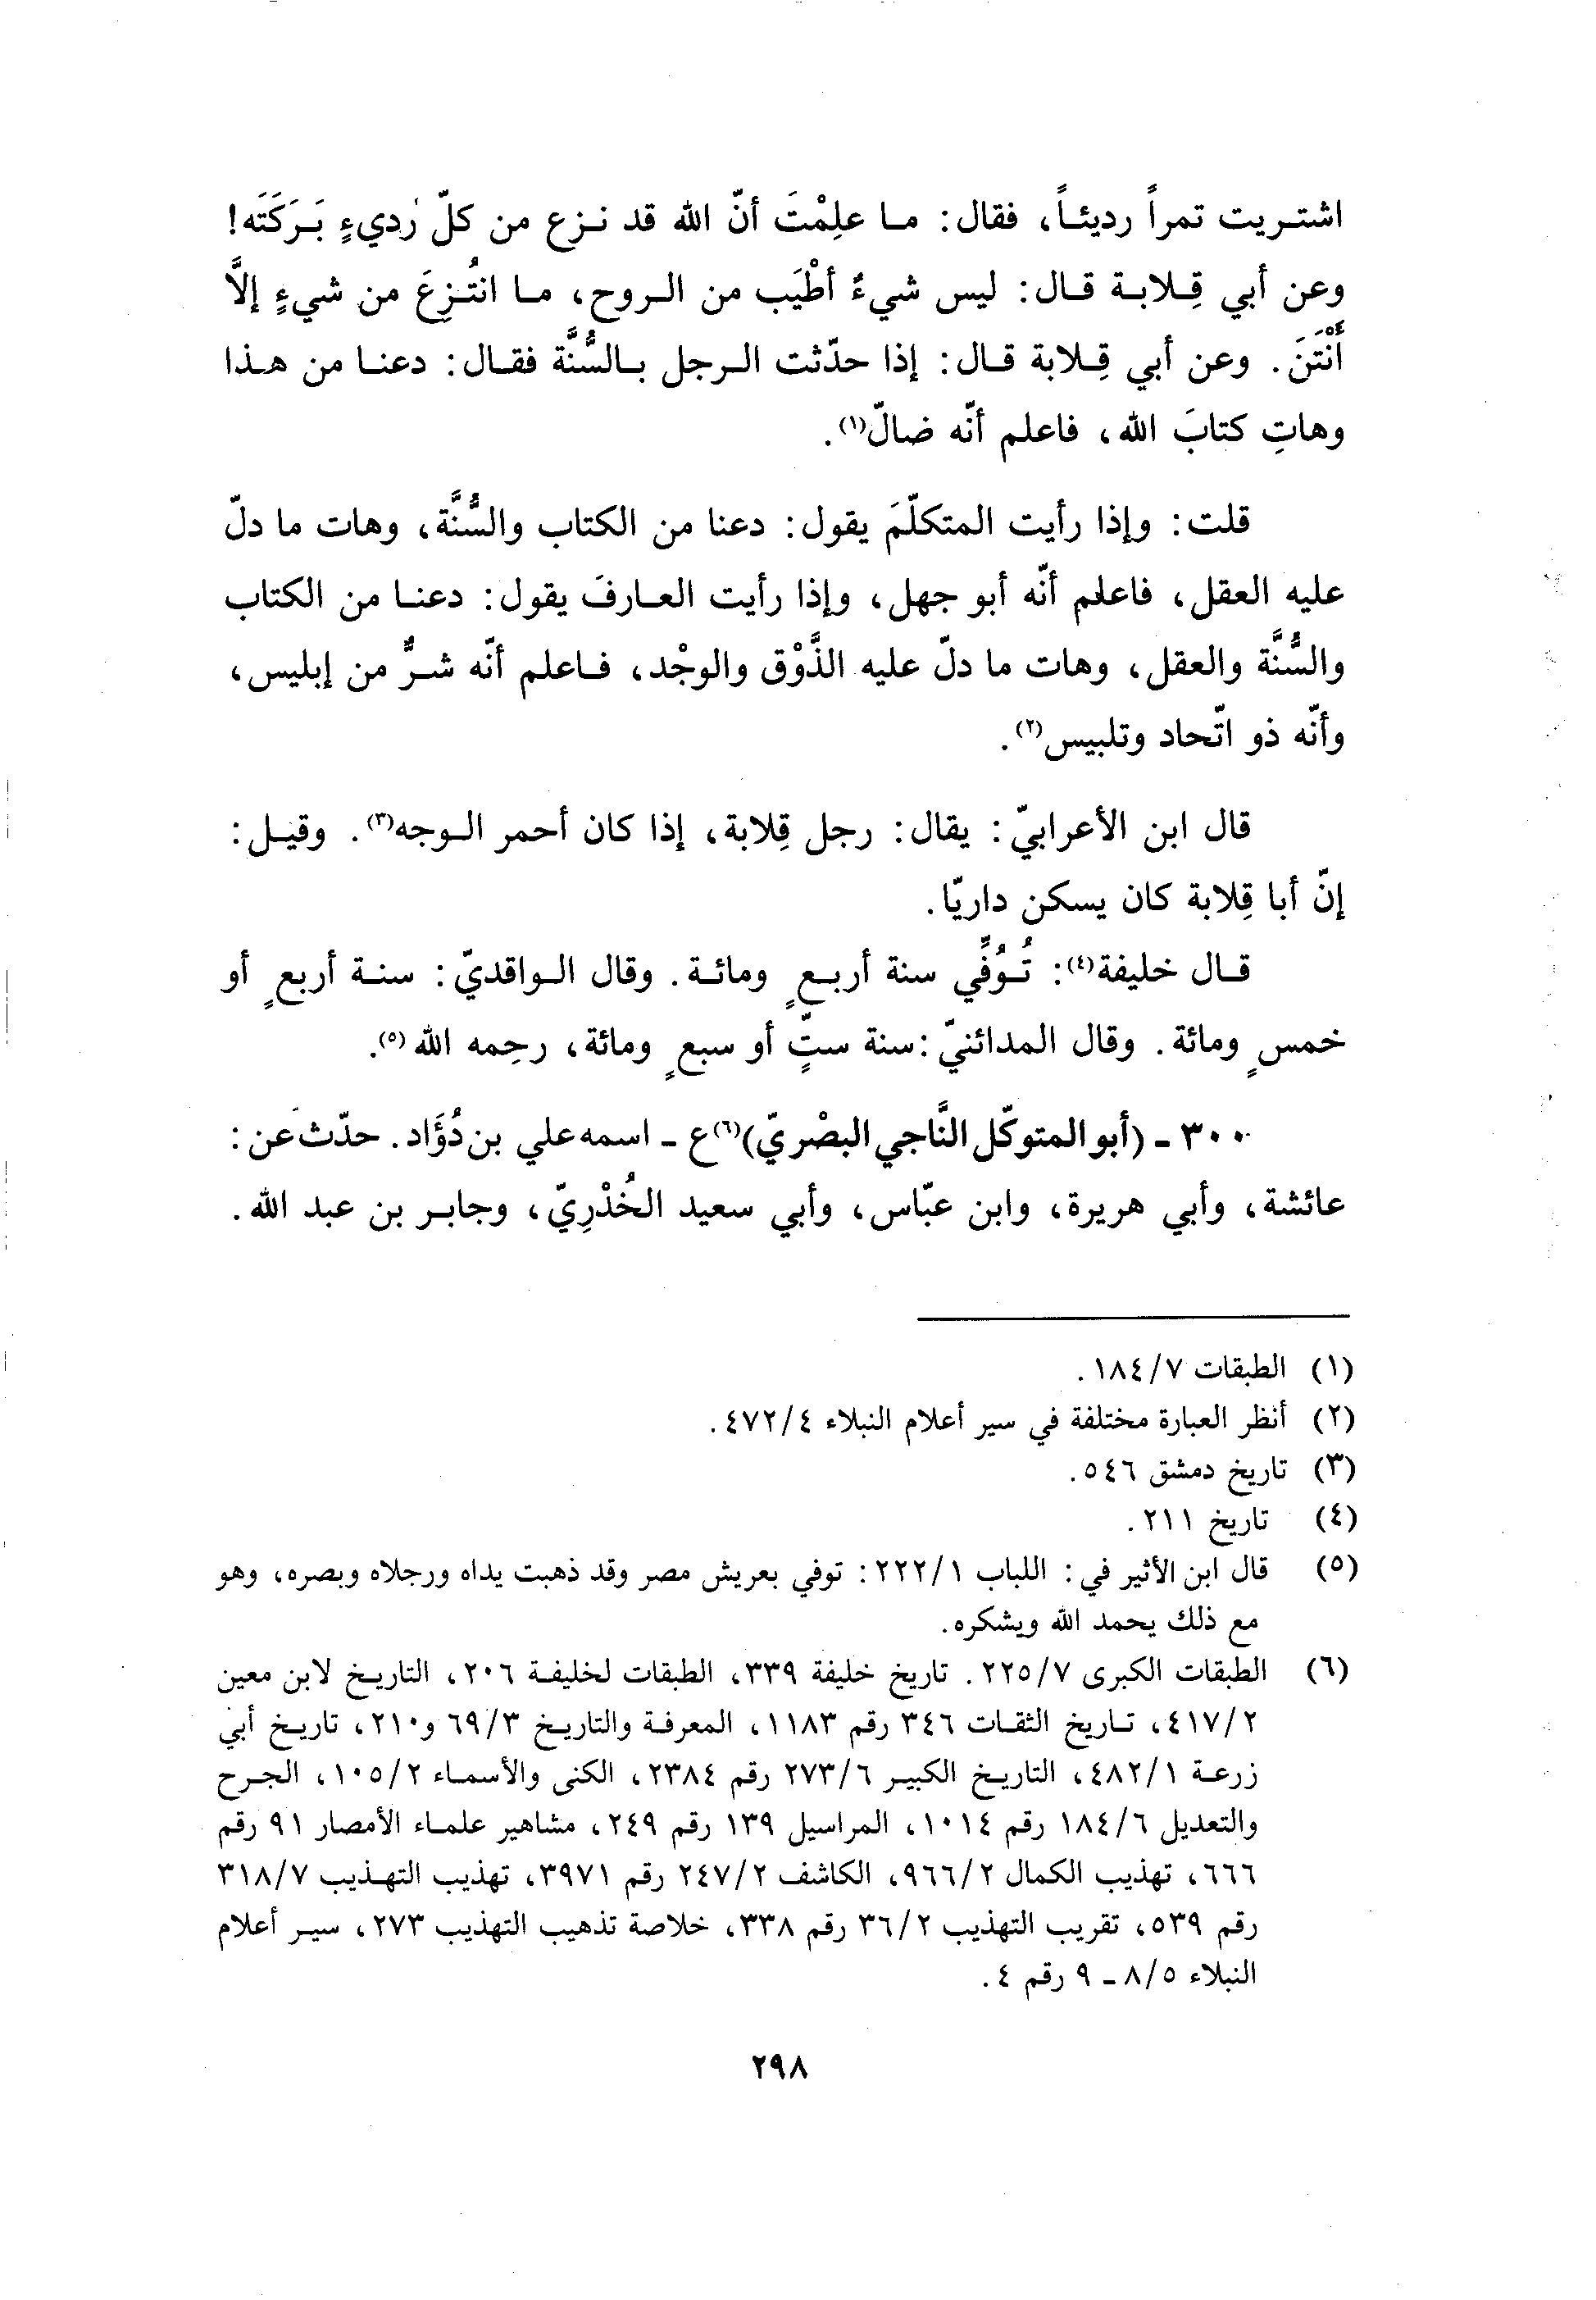 اشتريت تمراً رديئاً، فقال: ما علِمْتَ أنّ الله قد نزع من كلّ رديءٍ بَرَكَتَه!
وعن أبي قِلابة قال: ليس شيءٌ أطْيَب من الروح، ما انتُزِعَ من شيءٍ إلَّا
أَنْتَنَ. وعن أبي قِلابة قال: إذا حدّثت الرجل بالسُّنَّة فقال: دعنا من هذا
وهاتِ كتابَ الله، فاعلم أنّه ضالّ(١).
قلت: وإذا رأيت المتكلّمَ يقول: دعنا من الكتاب والسُّنَّة، وهات ما دلّ
عليه العقل، فاعلم أنّه أبو جهل، وإذا رأيت العارفَ يقول: دعنا من الكتاب
والسُّنَّة والعقل، وهات ما دلّ عليه الذَّوْق والوجْد، فاعلم أنّه شرٌّ من إبليس،
وأنّه ذو اتّحاد وتلبيس(٢).
قال ابن الأعرابيّ: يقال: رجل قِلابة، إذا كان أحمر الوجه(٣). وقيل:
إنّ أبا قِلابة كان يسكن داريّا.
قال خليفة(٤): تُوُفِّي سنة أربعٍ ومائة. وقال الواقديّ: سنة أربعٍ أو
خمسٍ ومائة. وقال المدائنيّ: سنة ستٍّ أو سبعٍ ومائة، رحِمه الله(٥).
٣٠٠ - (أبو المتوكّل النَّاجي البصْريّ)(٦) ع - اسمه علي بن دُؤَاد. حدّث عن:
عائشة، وأبي هريرة، وابن عبّاس، وأبي سعيد الخُدْرِيّ، وجابر بن عبد الله.
(١) الطبقات ١٨٤/٧.
(٢) أنظر العبارة مختلفة في سير أعلام النبلاء ٤٧٢/٤.
(٣) تاريخ دمشق ٥٤٦.
(٤) تاريخ ٢١١.
(٥) قال ابن الأثير في: اللباب ٢٢٢/١: توفي بعريش مصر وقد ذهبت يداه ورجلاه وبصره، وهو
مع ذلك يحمد الله ويشكره.
(٦) الطبقات الكبرى ٢٢٥/٧. تاريخ خليفة ٣٣٩، الطبقات لخليفة ٢٠٦، التاريخ لابن معين
٤١٧/٢، تاريخ الثقات ٣٤٦ رقم ١١٨٣، المعرفة والتاريخ ٦٩/٣ و٢١٠، تاريخ أبي
زرعة ٤٨٢/١، التاريخ الكبير ٢٧٣/٦ رقم ٢٣٨٤، الكنى والأسماء ١٠٥/٢، الجرح
والتعديل ١٨٤/٦ رقم ١٠١٤، المراسيل ١٣٩ رقم ٢٤٩، مشاهير علماء الأمصار ٩١ رقم
٦٦٦، تهذيب الكمال ٩٦٦/٢، الكاشف ٢٤٧/٢ رقم ٣٩٧١، تهذيب التهذيب ٣١٨/٧
رقم ٥٣٩، تقريب التهذيب ٣٦/٢ رقم ٣٣٨، خلاصة تذهيب التهذيب ٢٧٣، سير أعلام
النبلاء ٨/٥ - ٩ رقم ٤.
٢٩٨